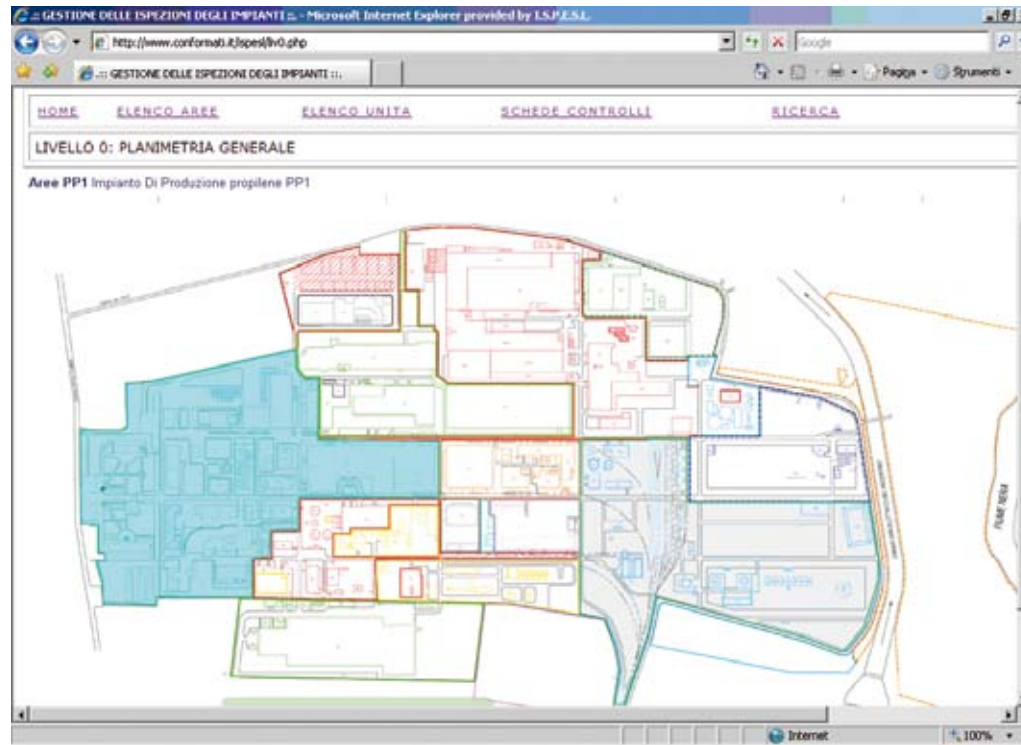 .:: GESTIONE DELLE ISPEZIONI DEGLI IMPIANTI ::. - Microsoft Internet Explorer provided by I.S.P.E.S.L.
http://www.conformati.it/ispesl/liv0.php
Google
.:: GESTIONE DELLE ISPEZIONI DEGLI IMPIANTI ::.
Pagina
Strumenti
HOME ELENCO AREE ELENCO UNITA SCHEDE CONTROLLI RICERCA
LIVELLO 0: PLANIMETRIA GENERALE
Aree PP1 Impianto Di Produzione propilene PP1
FIUME NERA
Internet
100%